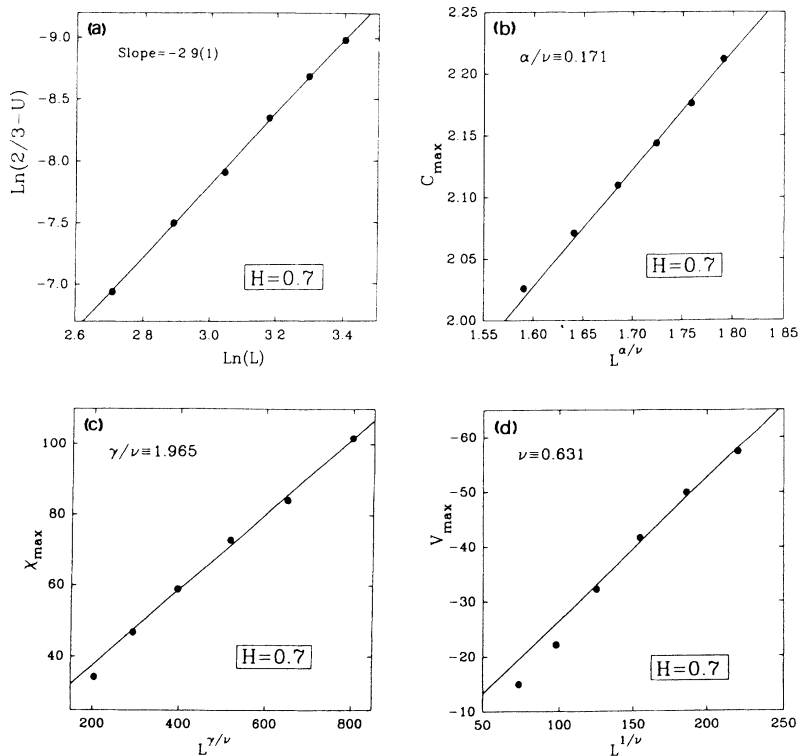 (a)
Slope=-2 9(1)
Ln(2/3-U)
-9.0
-8.5
-8.0
-7.5
-7.0
H=0.7
2.6 2.8 3.0 3.2 3.4
Ln(L)
(b)
α/ν≡0.171
C_max
2.25
2 20
2.15
2.10
2.05
2.00
H=0.7
1.55 1.60 1.65 1.70 1.75 1.80 1 85
L^α/ν
(c)
γ/ν≡1.965
χ_max
100
80
60
40
H=0.7
200 400 600 800
L^γ/ν
(d)
ν≡0.631
V_max
-60
-50
-40
-30
-20
-10
H=0.7
50 100 150 200 250
L^1/ν